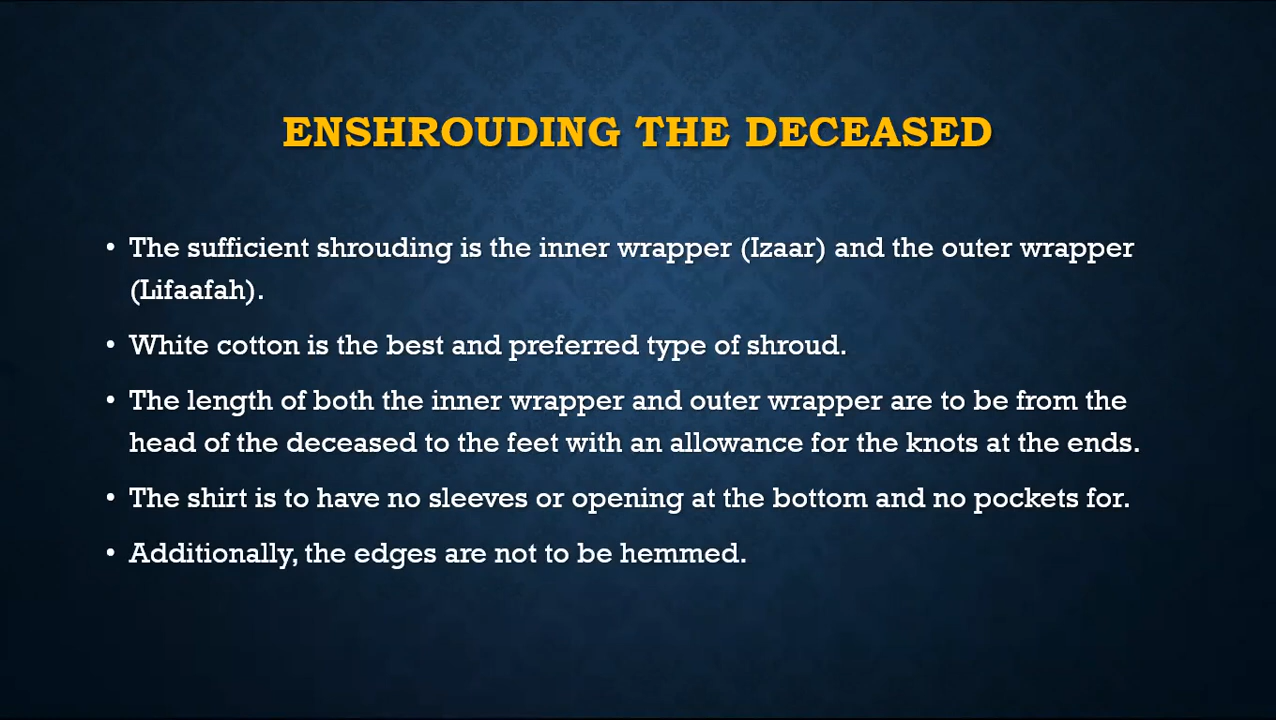 ENSHROUDING THE DECEASED
• The sufficient shrouding is the inner wrapper (Izaar) and the outer wrapper
(Lifaafah).
• White cotton is the best and preferred type of shroud.
• The length of both the inner wrapper and outer wrapper are to be from the
head of the deceased to the feet with an allowance for the knots at the ends.
• The shirt is to have no sleeves or opening at the bottom and no pockets for.
• Additionally, the edges are not to be hemmed.